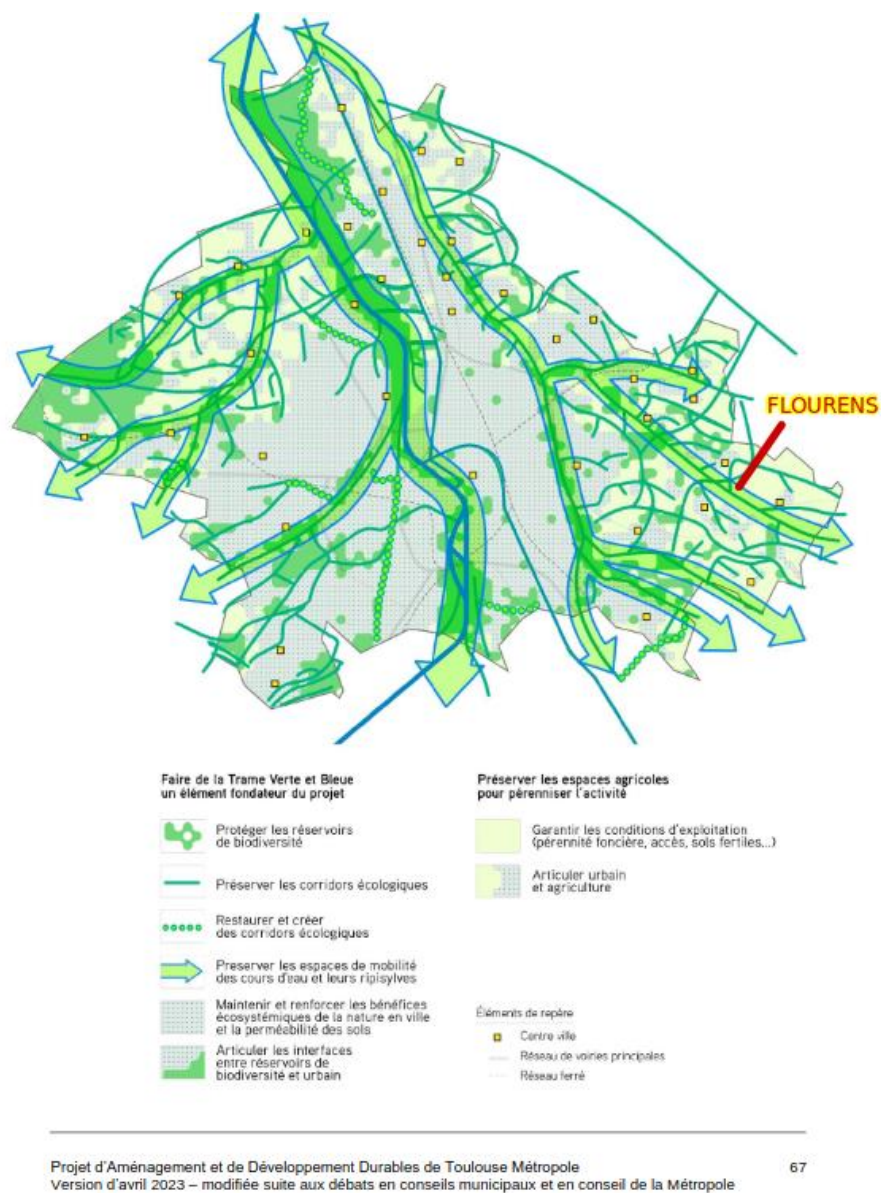 FLOURENS
Faire de la Trame Verte et Bleue
un élément fondateur du projet
Protéger les réservoirs
de biodiversité
Préserver les corridors écologiques
Restaurer et créer
des corridors écologiques
Preserver les espaces de mobilité
des cours d'eau et leurs ripisylves
Maintenir et renforcer les bénéfices
écosystémiques de la nature en ville
et la perméabilité des sols
Articuler les interfaces
entre réservoirs de
biodiversité et urbain
Préserver les espaces agricoles
pour pérenniser l'activité
Garantir les conditions d'exploitation
(pérennité foncière, accès, sols fertiles...)
Articuler urbain
et agriculture
Éléments de repère
Centre ville
Réseau de voiries principales
Réseau ferré
Projet d'Aménagement et de Développement Durables de Toulouse Métropole
67
Version d'avril 2023 – modifiée suite aux débats en conseils municipaux et en conseil de la Métropole